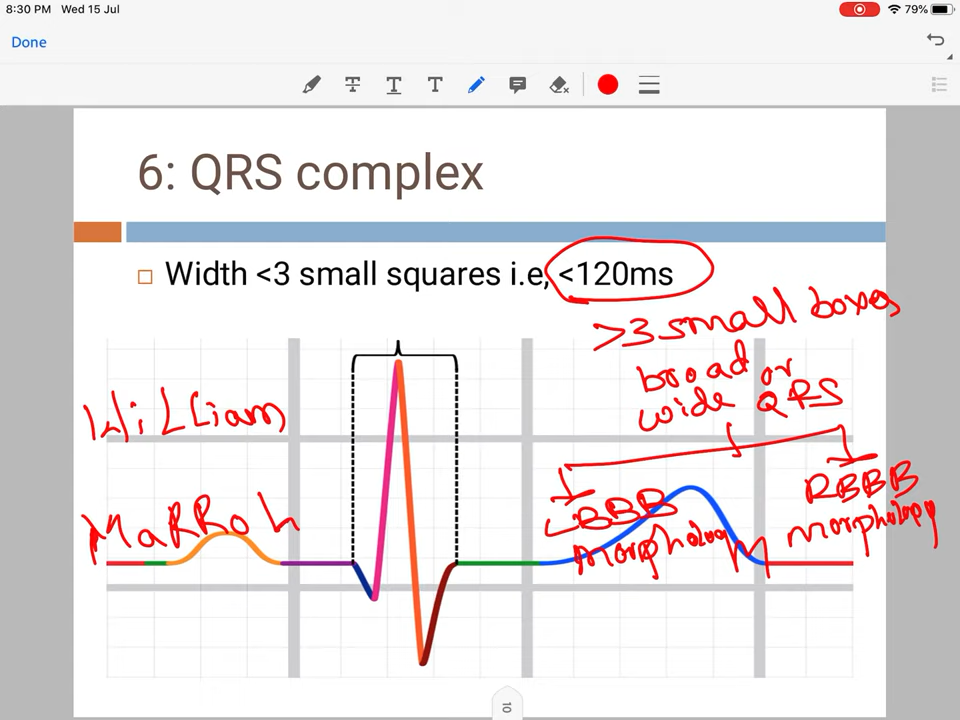 8:30 PM Wed 15 Jul
79%
Done
T T T
6: QRS complex
Width <3 small squares i.e, <120ms
>3 small boxes
broad or
wide QRS
WiLLiam
MaRRoW
LBBB
morphology
RBBB
morphology
10